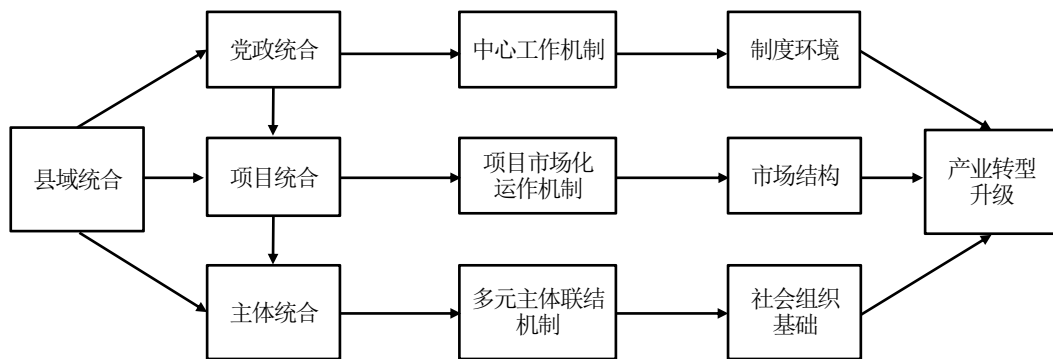 党政统合
中心工作机制
制度环境
县域统合
项目统合
项目市场化
运作机制
市场结构
产业转型
升级
主体统合
多元主体联结
机制
社会组织
基础